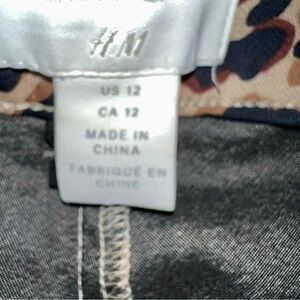 H&M
US 12
CA 12
MADE IN
CHINA
FABRIQUÉ EN
CHINE